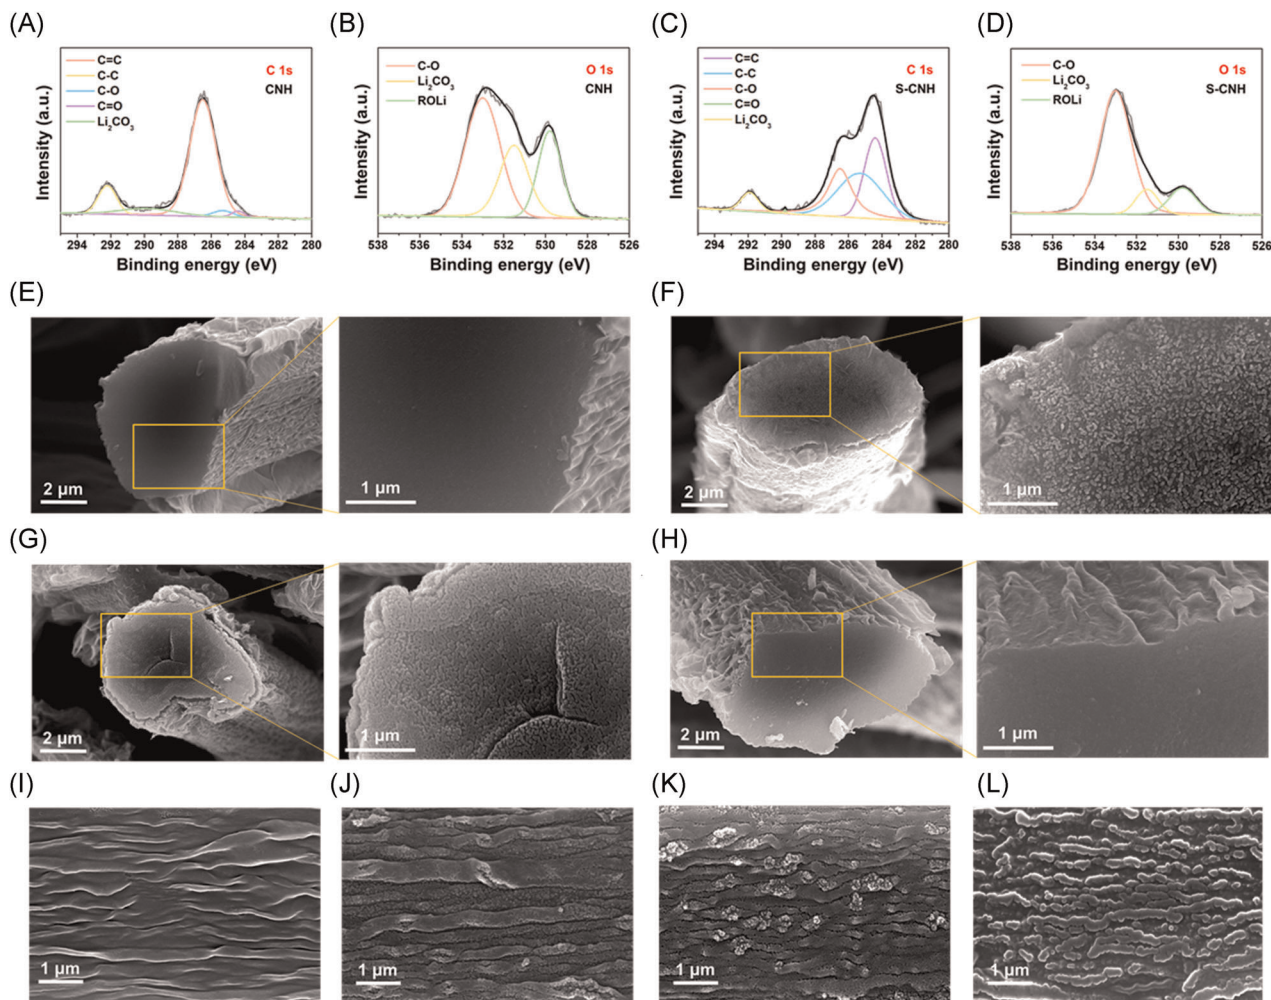 (A)
C=C
C-C
C-O
C=O
Li₂CO₃
C 1s
CNH
Intensity (a.u.)
294 292 290 288 286 284 282 280
Binding energy (eV)
(B)
C-O
Li₂CO₃
ROLi
O 1s
CNH
Intensity (a.u.)
538 536 534 532 530 528 526
Binding energy (eV)
(C)
C=C
C-C
C-O
C=O
Li₂CO₃
C 1s
S-CNH
Intensity (a.u.)
294 292 290 288 286 284 282 280
Binding energy (eV)
(D)
C-O
Li₂CO₃
ROLi
O 1s
S-CNH
Intensity (a.u.)
538 536 534 532 530 528 526
Binding energy (eV)
(E)
2 μm
1 μm
(F)
2 μm
1 μm
(G)
2 μm
1 μm
(H)
2 μm
1 μm
(I)
1 μm
(J)
1 μm
(K)
1 μm
(L)
1 μm